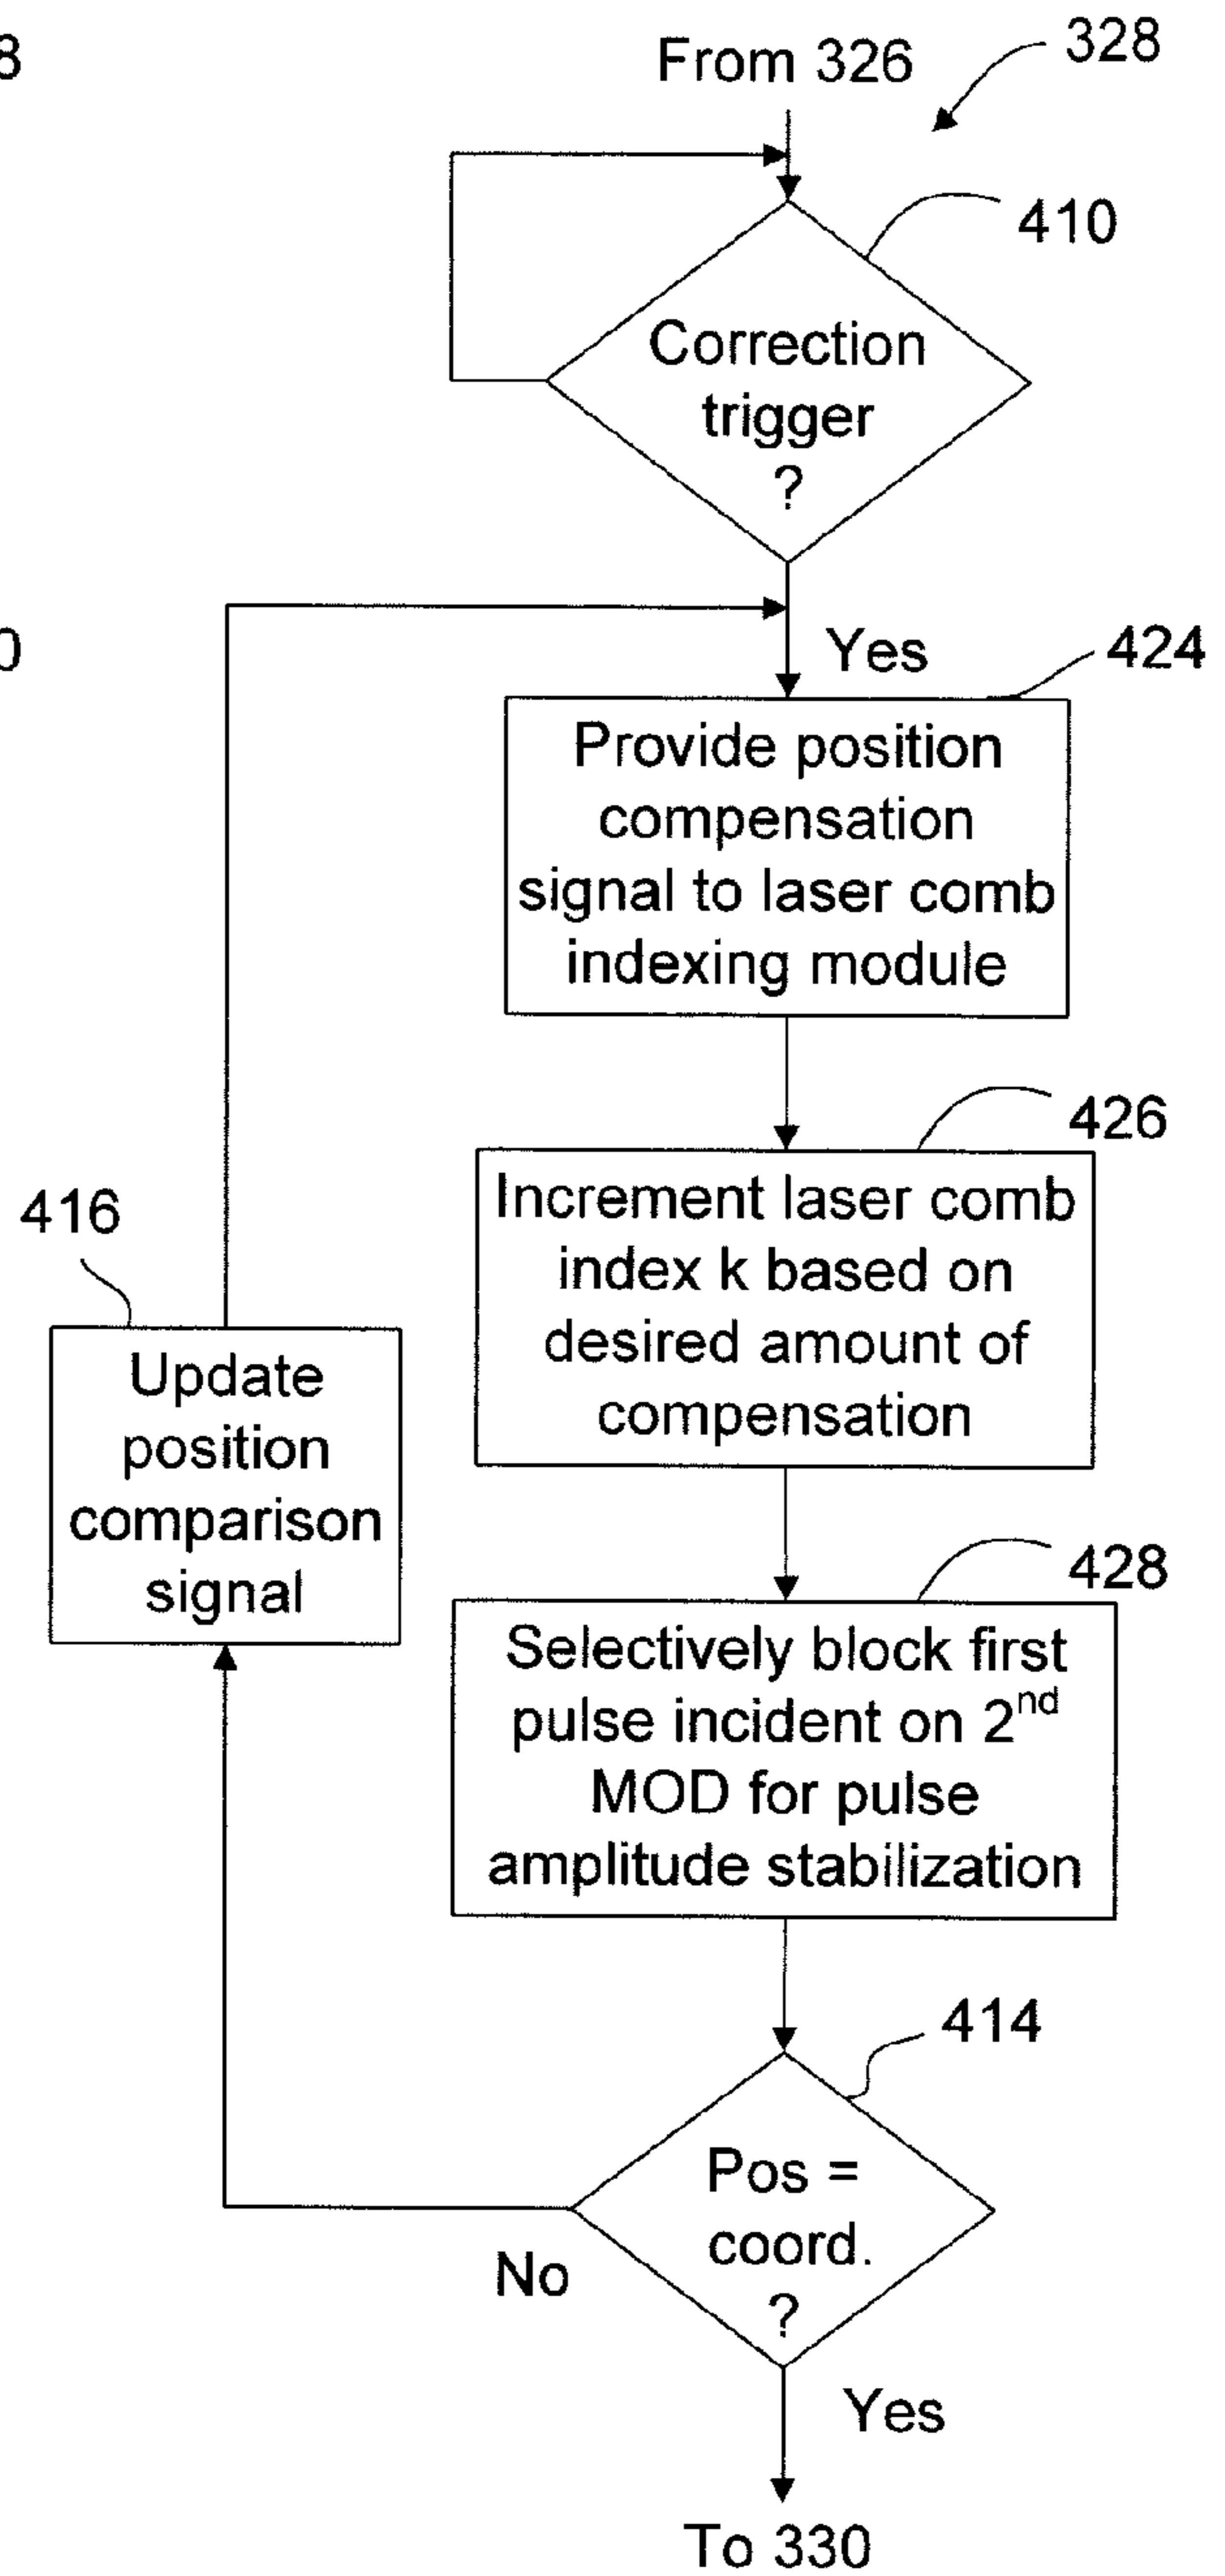 8
From 326
328
410
Correction
trigger
?
0
Yes
424
Provide position
compensation
signal to laser comb
indexing module
426
Increment laser comb
index k based on
desired amount of
compensation
416
Update
position
comparison
signal
428
Selectively block first
pulse incident on 2nd
MOD for pulse
amplitude stabilization
414
Pos =
coord.
?
No
Yes
To 330